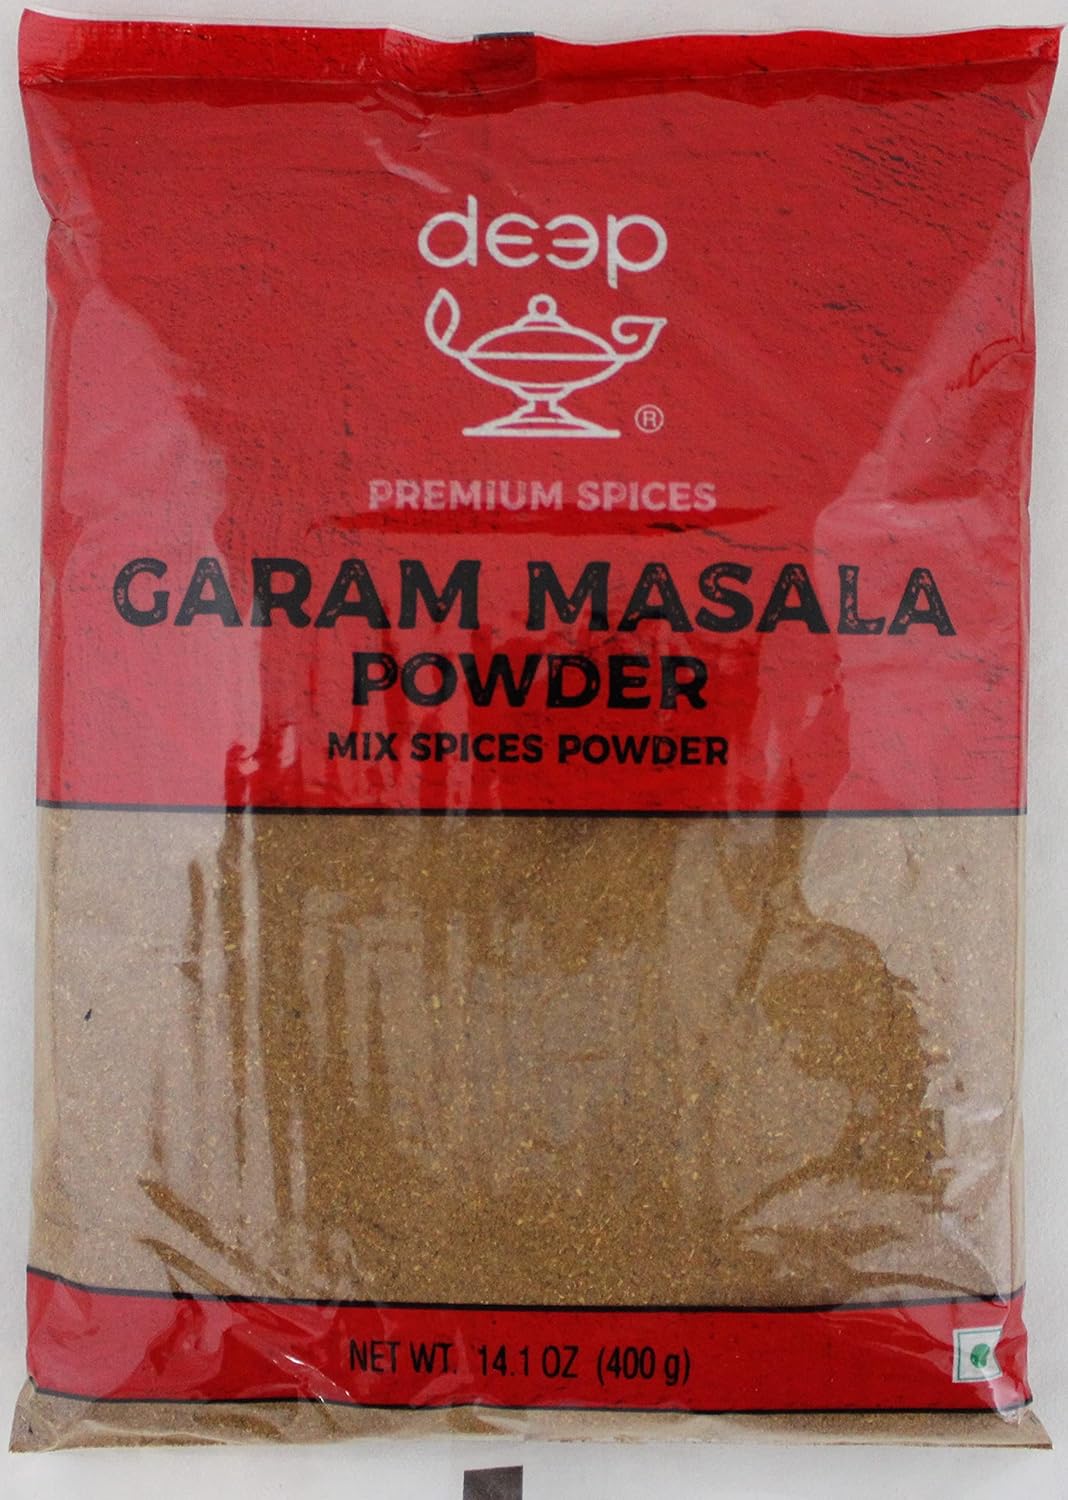 deep
®
PREMIUM SPICES
GARAM MASALA
POWDER
MIX SPICES POWDER
NET WT. 14.1 OZ (400 g)